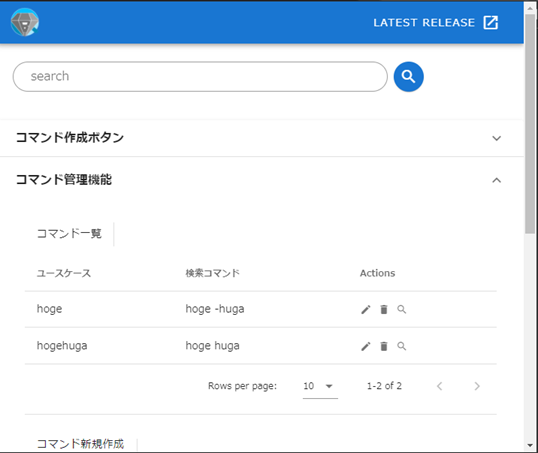 LATEST RELEASE
search
コマンド作成ボタン
コマンド管理機能
コマンド一覧
ユースケース 検索コマンド Actions
hoge hoge -huga
hogehuga hoge huga
Rows per page: 10 1-2 of 2
コマンド新規作成